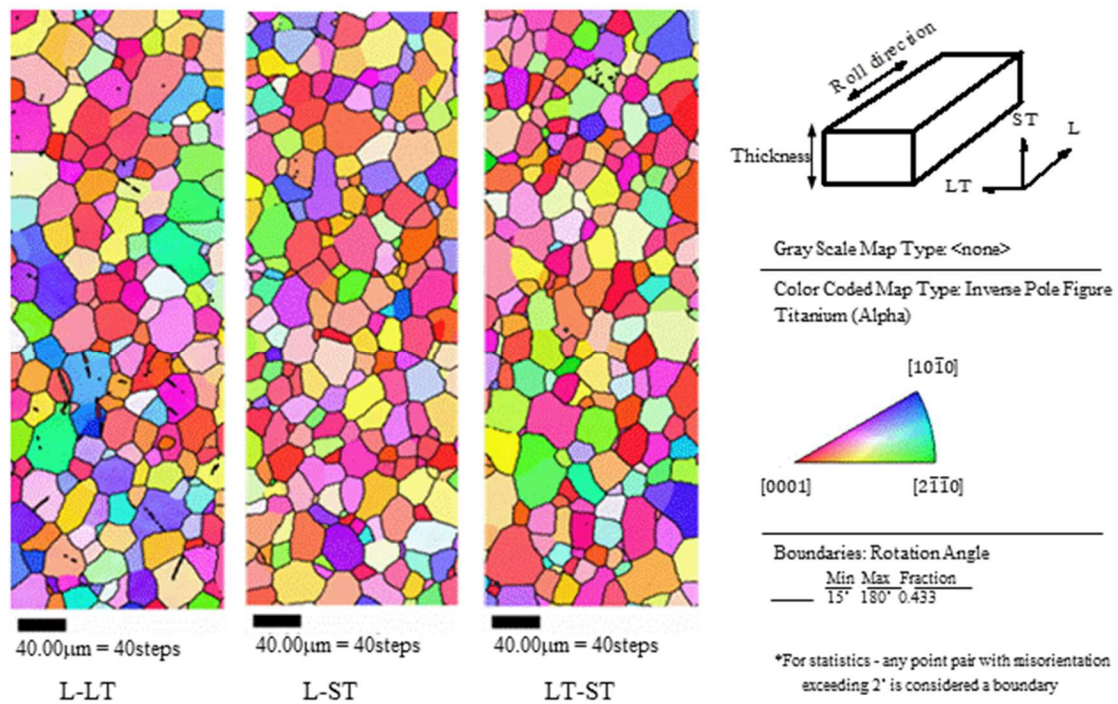 40.00μm = 40steps
L-LT
40.00μm = 40steps
L-ST
40.00μm = 40steps
LT-ST
Roll direction
Thickness
ST
L
LT
Gray Scale Map Type: <none>
Color Coded Map Type: Inverse Pole Figure
Titanium (Alpha)
[101̅0]
[0001]
[21̅1̅0]
Boundaries: Rotation Angle
Min Max Fraction
15° 180° 0.433
*For statistics - any point pair with misorientation
exceeding 2° is considered a boundary